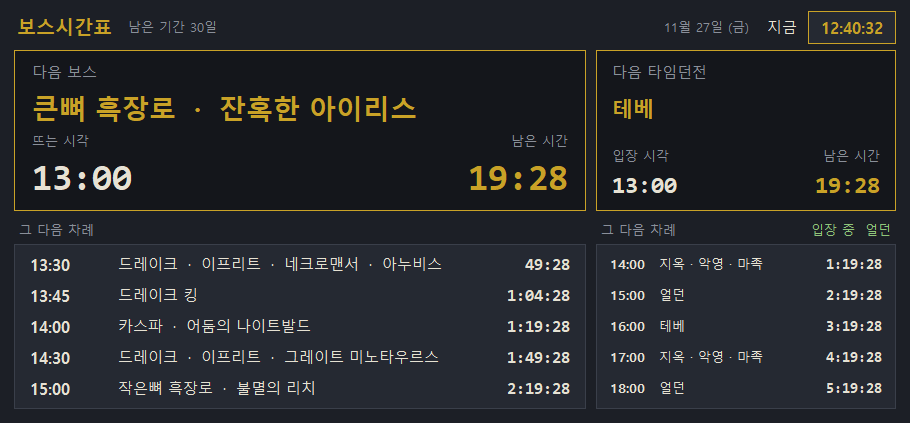 보스시간표 남은 기간 30일
11월 27일 (금) 지금 12:40:32
다음 보스
큰뼈 흑장로 · 잔혹한 아이리스
뜨는 시각 남은 시간
13:00 19:28
다음 타임던전
테베
입장 시각 남은 시간
13:00 19:28
그 다음 차례
13:30 드레이크 · 이프리트 · 네크로맨서 · 아누비스 49:28
13:45 드레이크 킹 1:04:28
14:00 카스파 · 어둠의 나이트발드 1:19:28
14:30 드레이크 · 이프리트 · 그레이트 미노타우르스 1:49:28
15:00 작은뼈 흑장로 · 불멸의 리치 2:19:28
그 다음 차례 입장 중 얼던
14:00 지옥 · 악영 · 마족 1:19:28
15:00 얼던 2:19:28
16:00 테베 3:19:28
17:00 지옥 · 악영 · 마족 4:19:28
18:00 얼던 5:19:28